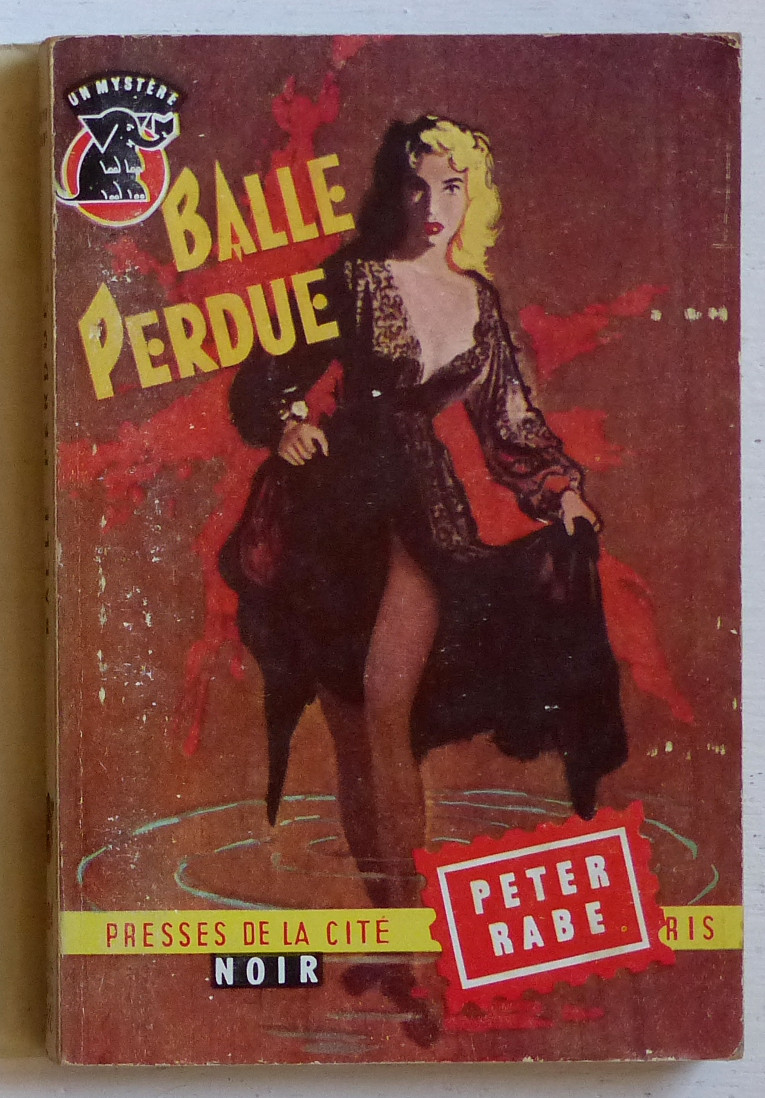 UN MYSTÈRE
BALLE
PERDUE
PETER
RABE
PRESSES DE LA CITÉ
RIS
NOIR